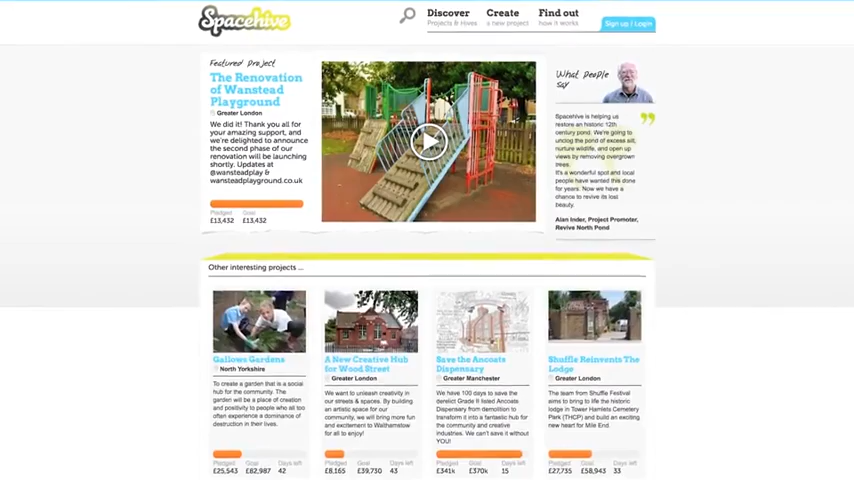 Spacehive
Discover
Projects & Hives
Create
a new project
Find out
how it works
Sign up / Login
Featured Project
The Renovation
of Wanstead
Playground
Greater London
We did it! Thank you all for
your amazing support, and
we're delighted to announce
the second phase of our
renovation will be launching
shortly. Updates at
@wansteadplay &
wansteadplayground.co.uk
Pledged Goal
£13,432 £13,432
What people
say
Spacehive is helping us
restore an historic 12th
century pond. We're going to
unclog the pond of excess silt,
nurture wildlife, and open up
views by removing overgrown
trees.
It's a wonderful spot and local
people have wanted this done
for years. Now we have a
chance to revive its lost
beauty.
Alan Inder, Project Promoter,
Revive North Pond
Other interesting projects ...
Gallows Gardens
North Yorkshire
To create a garden that is a social
hub for the community. The
garden will be a place of creation
and positivity to people who all too
often experience a dominance of
destruction in their lives.
Pledged Goal Days left
£25,543 £82,987 42
A New Creative Hub
for Wood Street
Greater London
We want to unleash creativity in
our streets & spaces. By building
an artistic space for our
community, we will bring more fun
and excitement to Walthamstow
for all to enjoy!
Pledged Goal Days left
£8,165 £39,730 43
Save the Ancoats
Dispensary
Greater Manchester
We have 100 days to save the
derelict Grade II listed Ancoats
Dispensary from demolition to
transform it into a fantastic hub for
the community and creative
industries. We can't save it without
YOU!
Pledged Goal Days left
£341k £370k 15
Shuffle Reinvents The
Lodge
Greater London
The team from Shuffle Festival
aims to bring to life the historic
lodge in Tower Hamlets Cemetery
Park (THCP) and build an exciting
new heart for Mile End.
Pledged Goal Days left
£27,735 £58,943 33